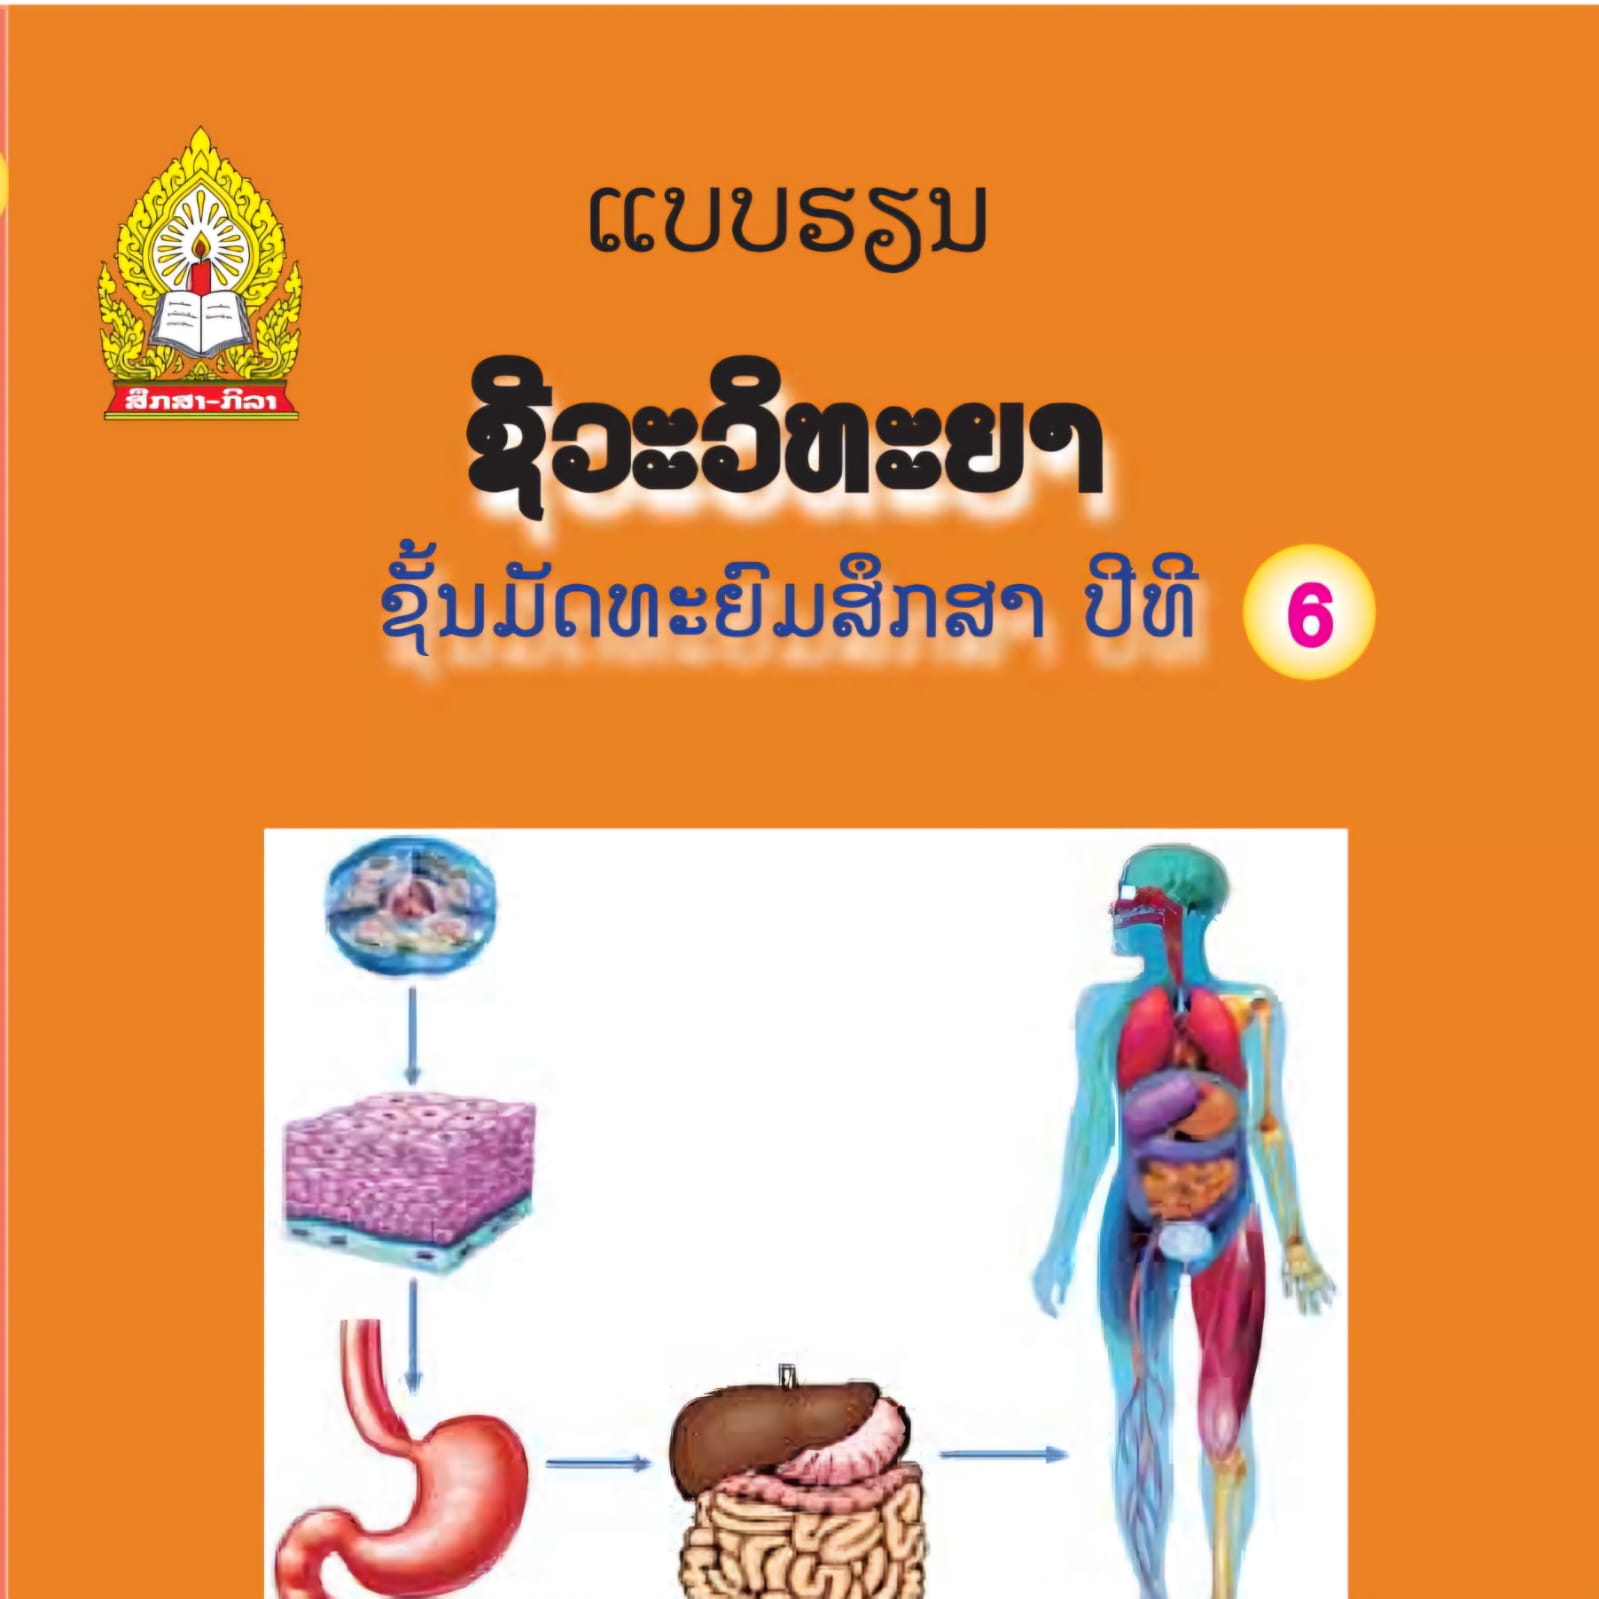 ແບບຮຽນ
ສຶກສາ-ກິລາ
ຊີວະວິທະຍາ
ຊັ້ນມັດທະຍົມສຶກສາ ປີທີ 6